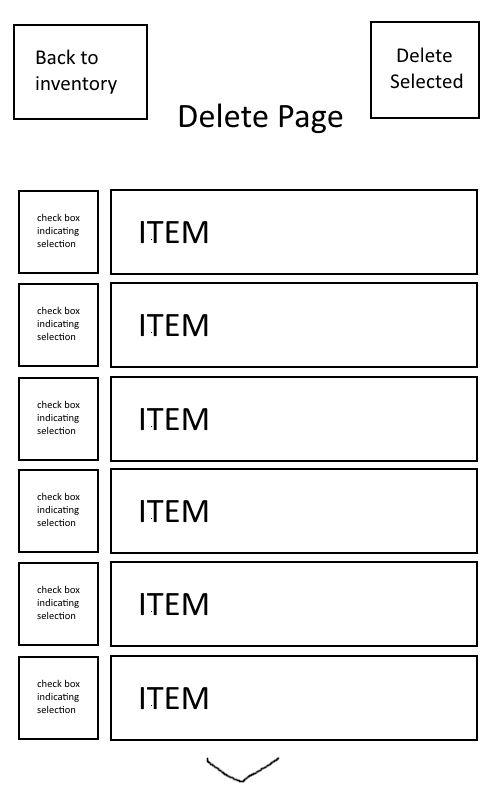 Back to
inventory
Delete
Selected
Delete Page
check box
indicating
selection
ITEM
check box
indicating
selection
ITEM
check box
indicating
selection
ITEM
check box
indicating
selection
ITEM
check box
indicating
selection
ITEM
check box
indicating
selection
ITEM